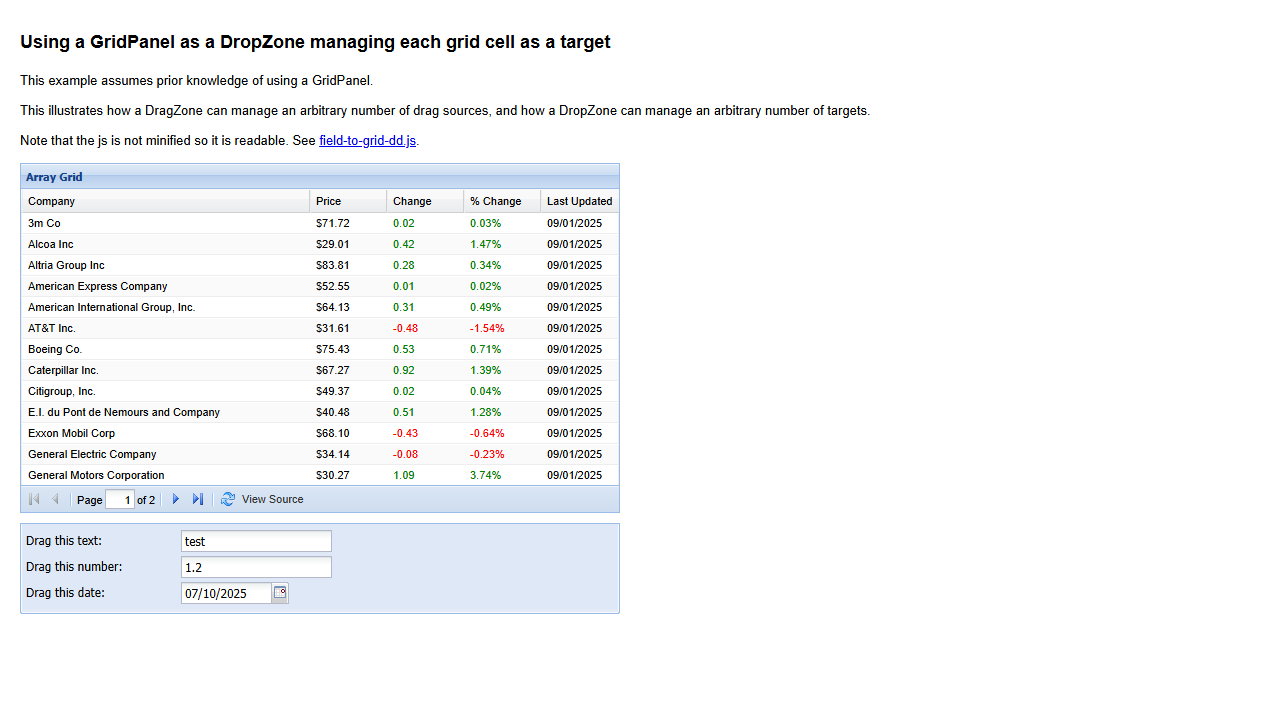 Using a GridPanel as a DropZone managing each grid cell as a target
This example assumes prior knowledge of using a GridPanel.
This illustrates how a DragZone can manage an arbitrary number of drag sources, and how a DropZone can manage an arbitrary number of targets.
Note that the js is not minified so it is readable. See field-to-grid-dd.js.
Array Grid
Company Price Change % Change Last Updated
3m Co $71.72 0.02 0.03% 09/01/2025
Alcoa Inc $29.01 0.42 1.47% 09/01/2025
Altria Group Inc $83.81 0.28 0.34% 09/01/2025
American Express Company $52.55 0.01 0.02% 09/01/2025
American International Group, Inc. $64.13 0.31 0.49% 09/01/2025
AT&T Inc. $31.61 -0.48 -1.54% 09/01/2025
Boeing Co. $75.43 0.53 0.71% 09/01/2025
Caterpillar Inc. $67.27 0.92 1.39% 09/01/2025
Citigroup, Inc. $49.37 0.02 0.04% 09/01/2025
E.I. du Pont de Nemours and Company $40.48 0.51 1.28% 09/01/2025
Exxon Mobil Corp $68.10 -0.43 -0.64% 09/01/2025
General Electric Company $34.14 -0.08 -0.23% 09/01/2025
General Motors Corporation $30.27 1.09 3.74% 09/01/2025
Page 1 of 2 View Source
Drag this text: test
Drag this number: 1.2
Drag this date: 07/10/2025